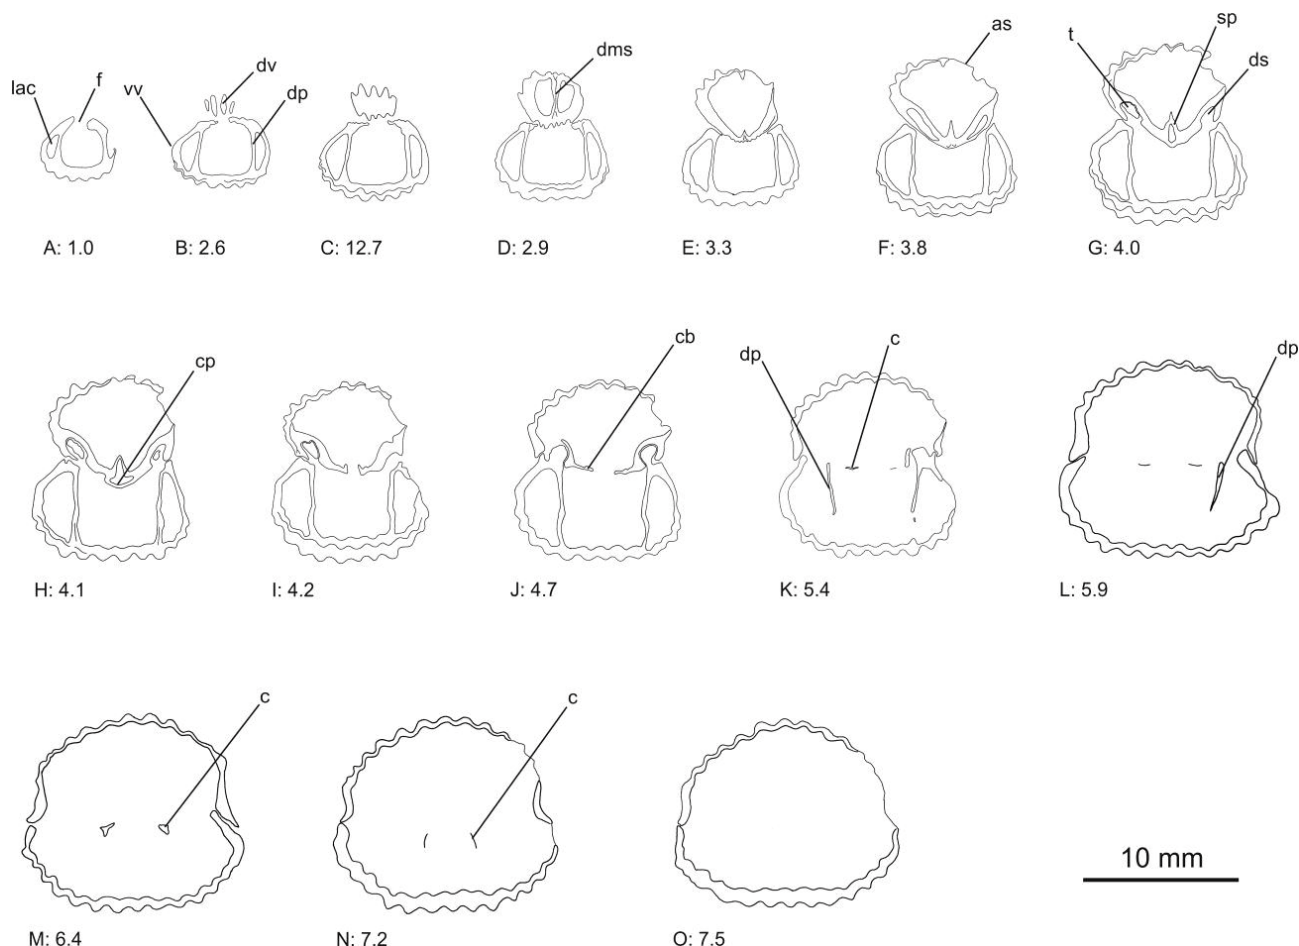 lac f vv dv dp dms as t sp ds
A: 1.0 B: 2.6 C: 12.7 D: 2.9 E: 3.3 F: 3.8 G: 4.0
cp cb dp c dp
H: 4.1 I: 4.2 J: 4.7 K: 5.4 L: 5.9
c c
10 mm
M: 6.4 N: 7.2 O: 7.5